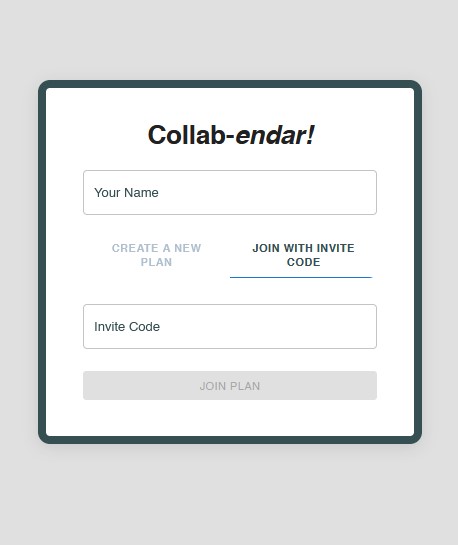 Collab-endar!
Your Name
CREATE A NEW
PLAN
JOIN WITH INVITE
CODE
Invite Code
JOIN PLAN